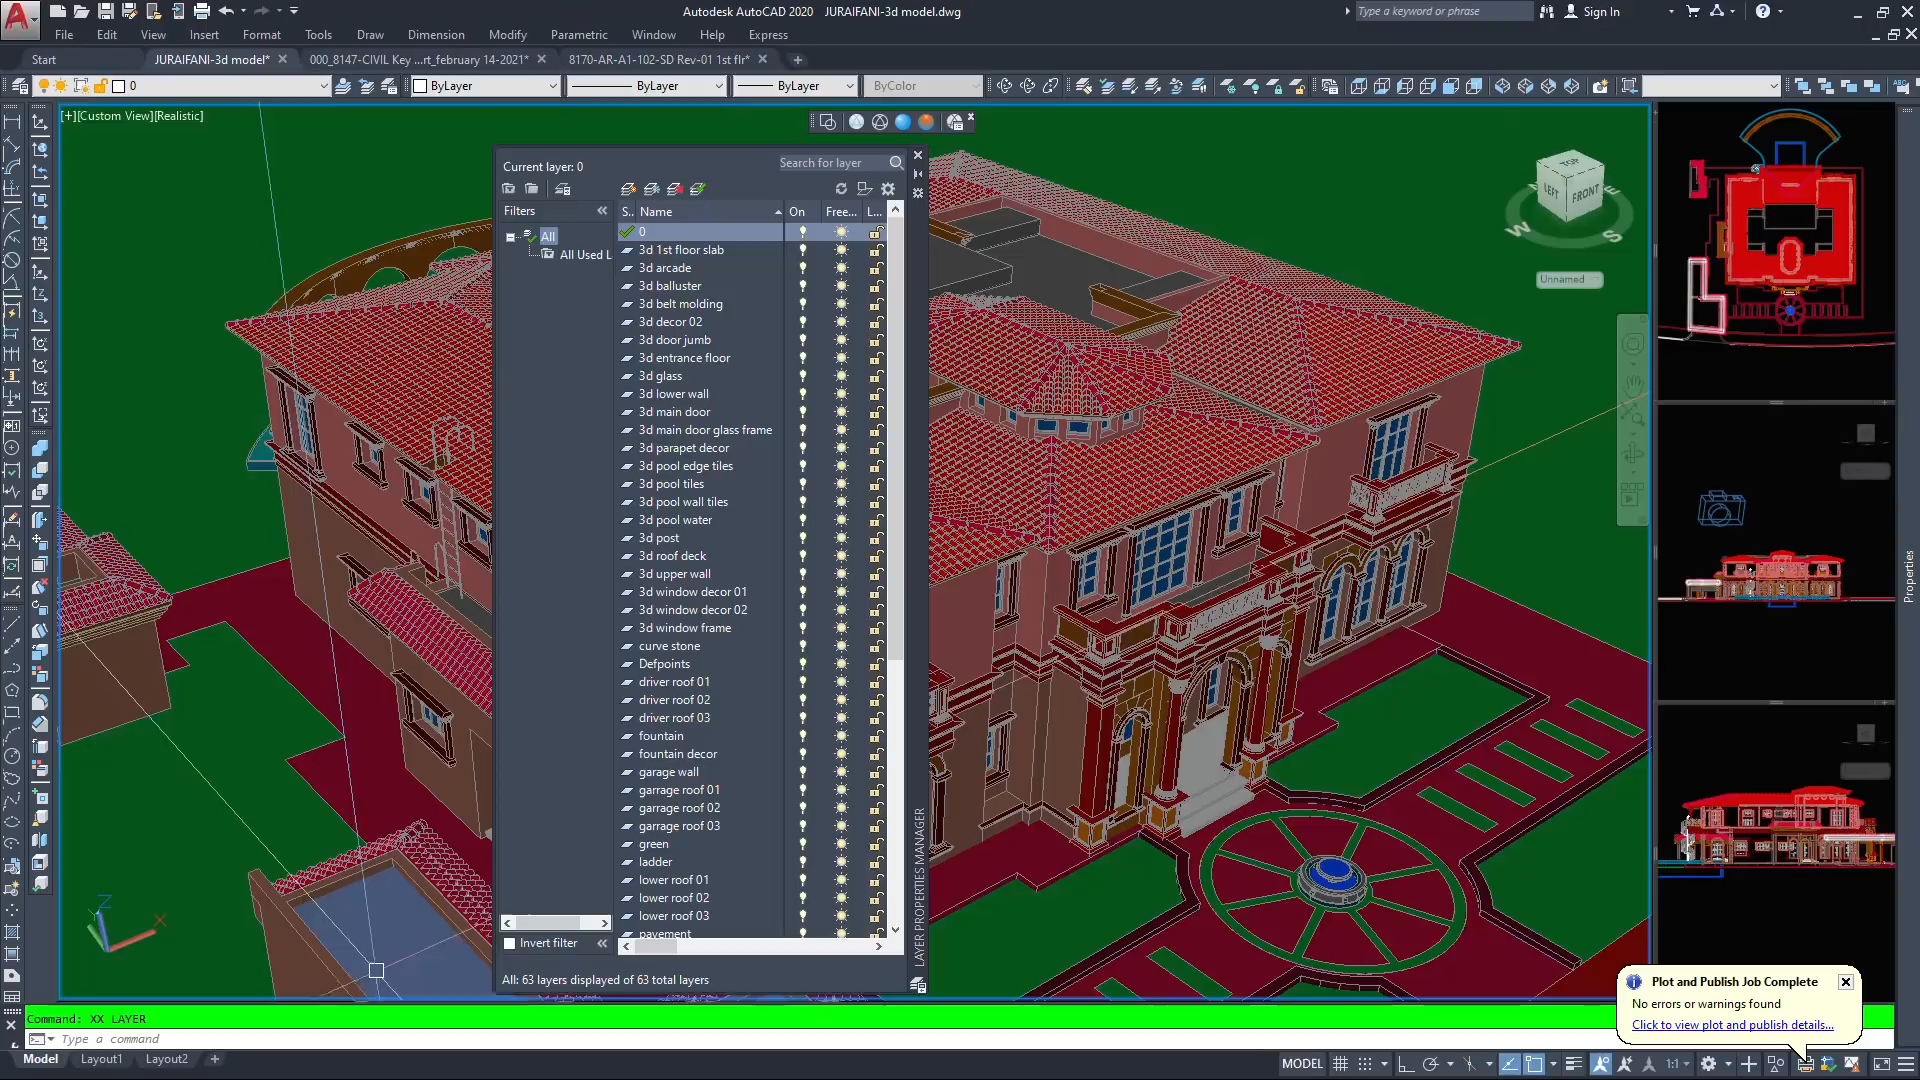 Autodesk AutoCAD 2020 JURAIFANI-3d model.dwg
Type a keyword or phrase
Sign In
File Edit View Insert Format Tools Draw Dimension Modify Parametric Window Help Express
Start
JURAIFANI-3d model*
000_8147-CIVIL Key ...rt_february 14-2021*
8170-AR-A1-102-SD Rev-01 1st flr*
0
ByLayer
ByLayer
ByLayer
ByColor
[+][Custom View][Realistic]
Current layer: 0
Search for layer
Filters
S.. Name On Free... L...
All
All Used L
0
3d 1st floor slab
3d arcade
3d balluster
3d belt molding
3d decor 02
3d door jumb
3d entrance floor
3d glass
3d lower wall
3d main door
3d main door glass frame
3d parapet decor
3d pool edge tiles
3d pool tiles
3d pool wall tiles
3d pool water
3d post
3d roof deck
3d upper wall
3d window decor 01
3d window decor 02
3d window frame
curve stone
Defpoints
driver roof 01
driver roof 02
driver roof 03
fountain
fountain decor
garage wall
garrage roof 01
garrage roof 02
garrage roof 03
green
ladder
lower roof 01
lower roof 02
lower roof 03
pavement
Invert filter
All: 63 layers displayed of 63 total layers
LAYER PROPERTIES MANAGER
TOP
LEFT
FRONT
W
S
E
Unnamed
Properties
Z
X
Plot and Publish Job Complete
No errors or warnings found
Click to view plot and publish details...
Command: XX LAYER
Type a command
Model Layout1 Layout2
MODEL
1:1